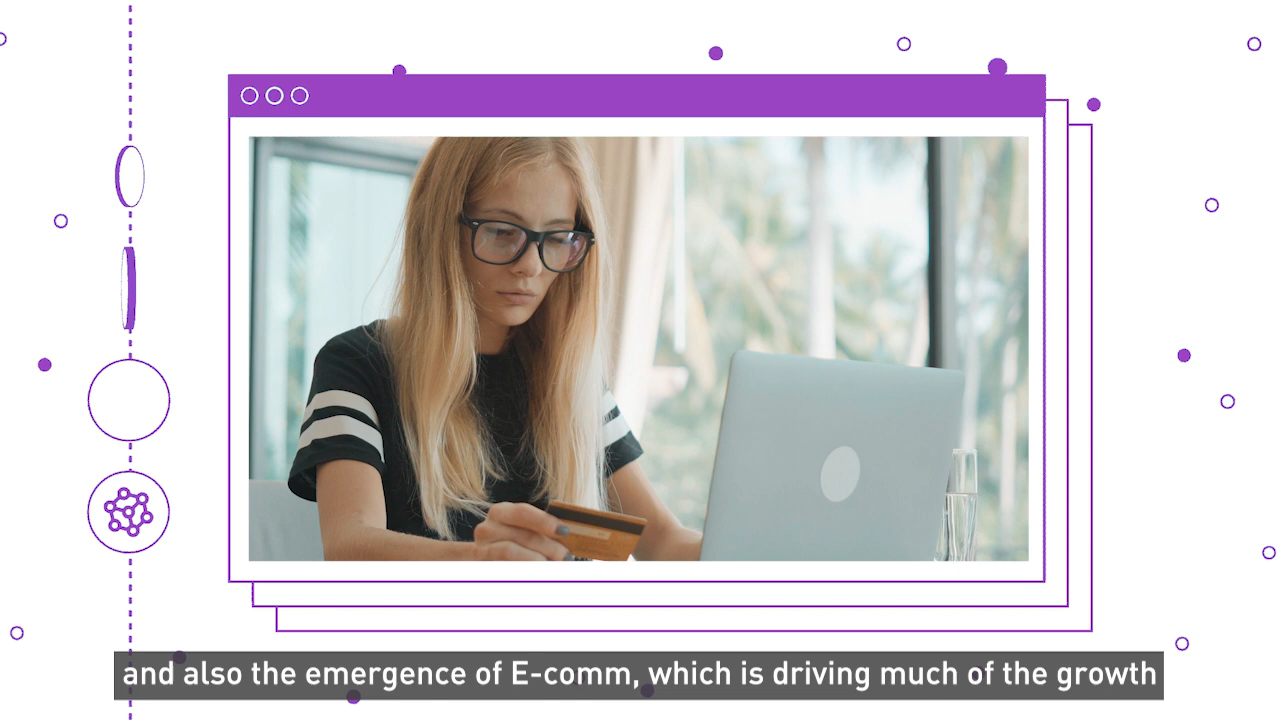 and also the emergence of E-comm, which is driving much of the growth